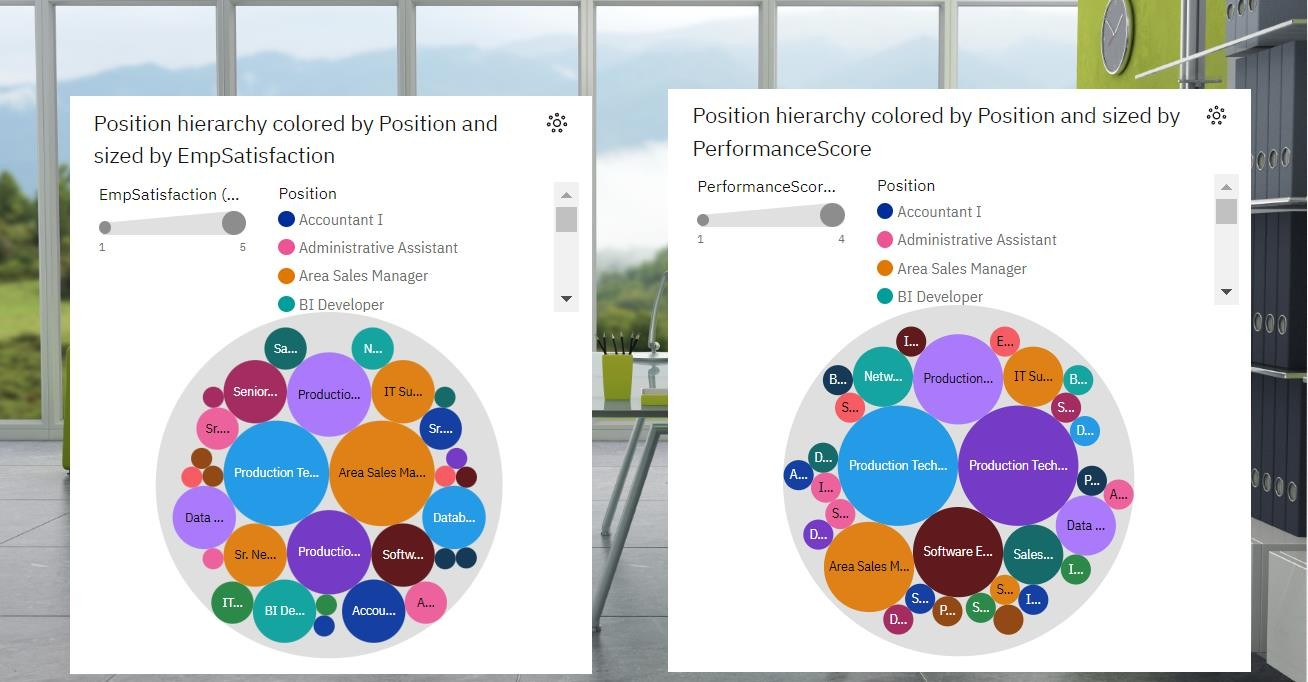 Position hierarchy colored by Position and
sized by EmpSatisfaction
EmpSatisfaction (...
1
5
Position
Accountant I
Administrative Assistant
Area Sales Manager
BI Developer
Sa...
N...
Senior...
Productio...
IT Su...
Sr....
Sr....
Production Te...
Area Sales Ma...
Data ...
Datab...
Sr. Ne...
Productio...
Softw...
IT...
BI De...
Accou...
A...
Position hierarchy colored by Position and sized by
PerformanceScore
PerformanceScor...
1
4
Position
Accountant I
Administrative Assistant
Area Sales Manager
BI Developer
I...
E...
B...
Netw...
Production...
IT Su...
B...
S...
S...
D...
D...
Production Tech...
Production Tech...
A...
I...
P...
A...
S...
D...
Data ...
Area Sales M...
Software E...
Sales...
I...
S...
S...
I...
D...
P...
S...